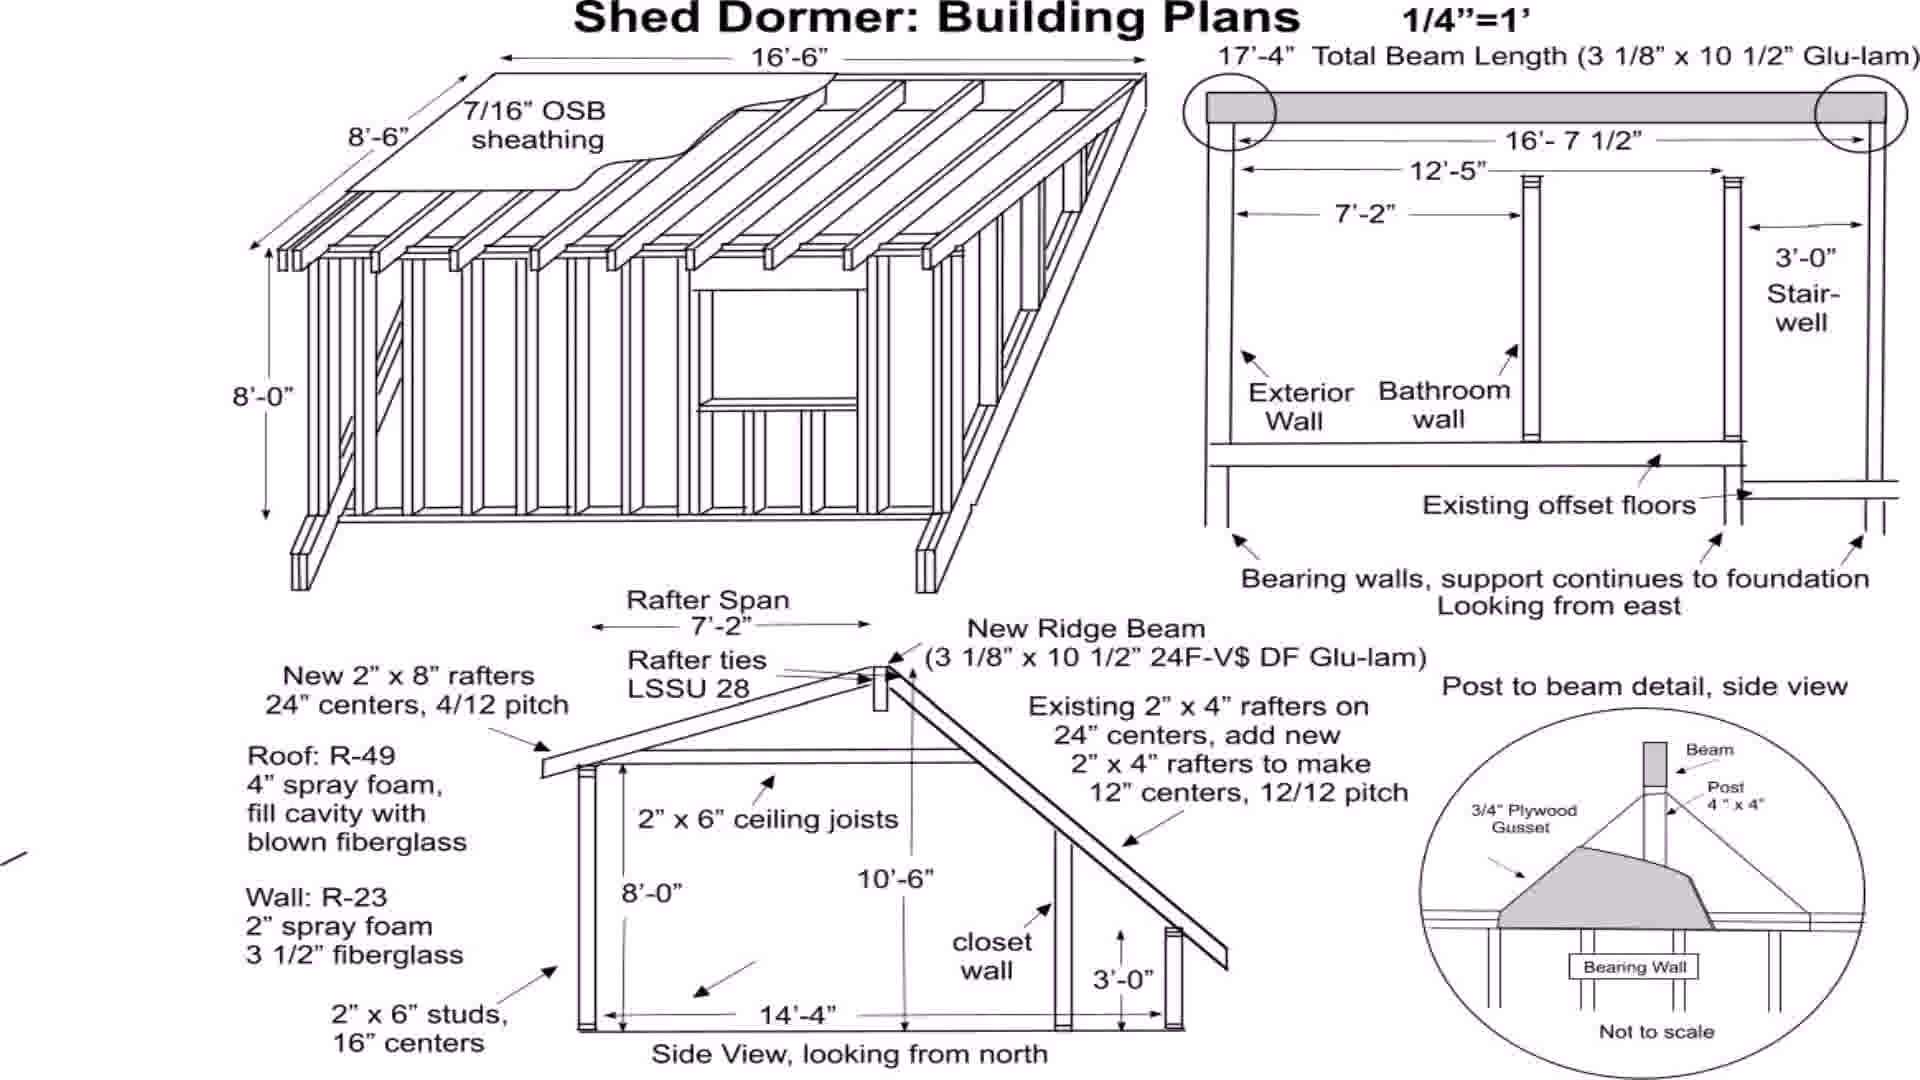 Shed Dormer: Building Plans 1/4”=1’
16’-6”
7/16” OSB
sheathing
8’-6”
8’-0”
17’-4” Total Beam Length (3 1/8” x 10 1/2” Glu-lam)
16’- 7 1/2”
12’-5”
7’-2”
3’-0”
Stair-
well
Exterior
Wall
Bathroom
wall
Existing offset floors
Bearing walls, support continues to foundation
Looking from east
Rafter Span
7’-2”
New Ridge Beam
(3 1/8” x 10 1/2” 24F-V$ DF Glu-lam)
Rafter ties
LSSU 28
New 2” x 8” rafters
24” centers, 4/12 pitch
Existing 2” x 4” rafters on
24” centers, add new
2” x 4” rafters to make
12” centers, 12/12 pitch
Roof: R-49
4” spray foam,
fill cavity with
blown fiberglass
2” x 6” ceiling joists
8’-0”
10’-6”
Wall: R-23
2” spray foam
3 1/2” fiberglass
closet
wall
3’-0”
2” x 6” studs,
16” centers
14’-4”
Side View, looking from north
Post to beam detail, side view
Beam
Post
4 “ x 4”
3/4” Plywood
Gusset
Bearing Wall
Not to scale